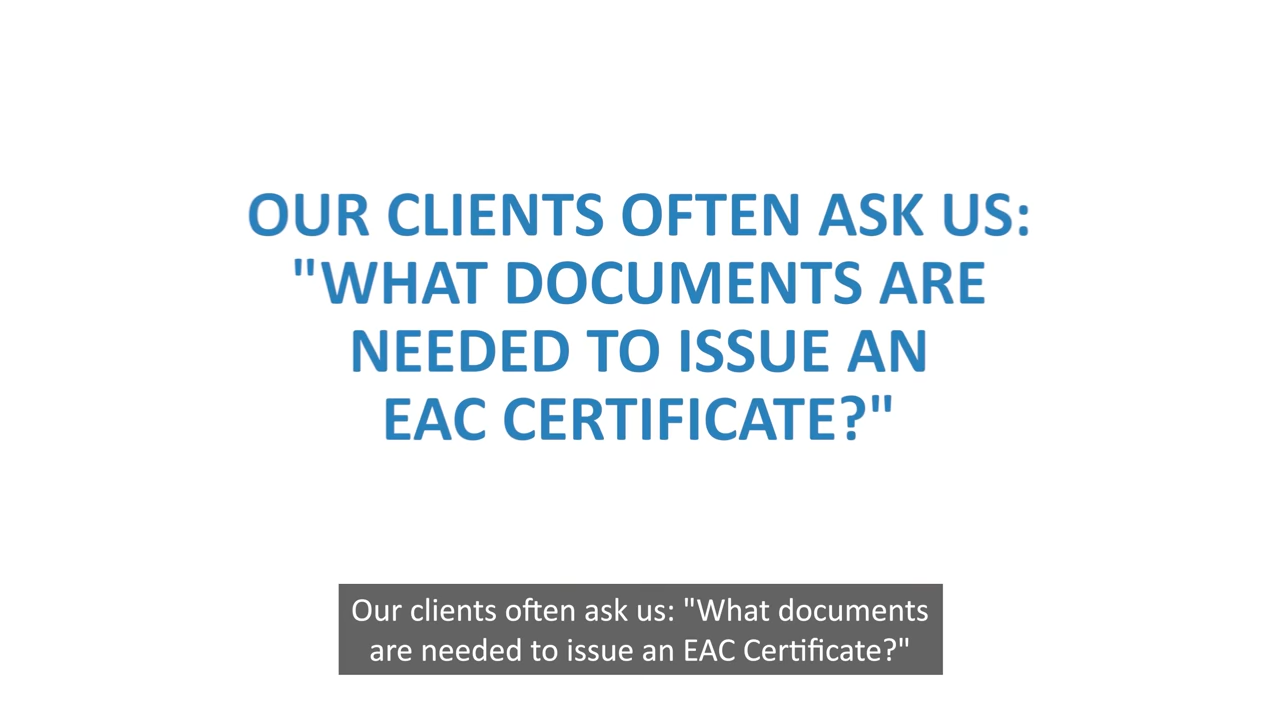 OUR CLIENTS OFTEN ASK US:
"WHAT DOCUMENTS ARE
NEEDED TO ISSUE AN
EAC CERTIFICATE?"
Our clients often ask us: "What documents
are needed to issue an EAC Certificate?"